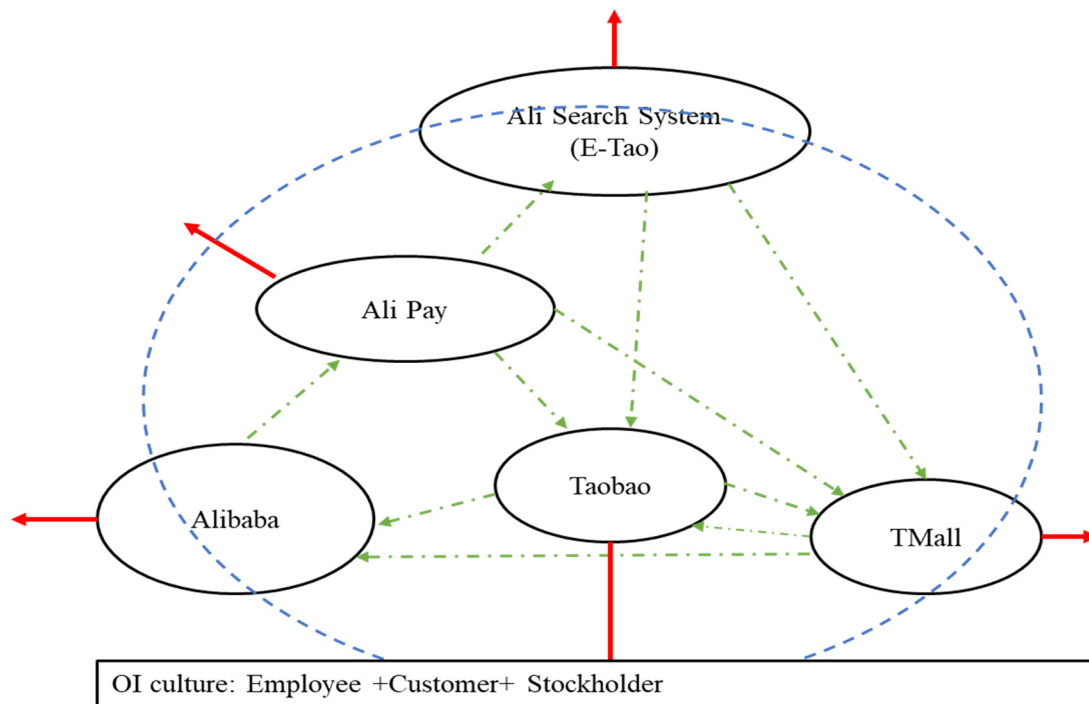 Ali Search System
(E-Tao)
Ali Pay
Taobao
Alibaba
TMall
OI culture: Employee +Customer+ Stockholder